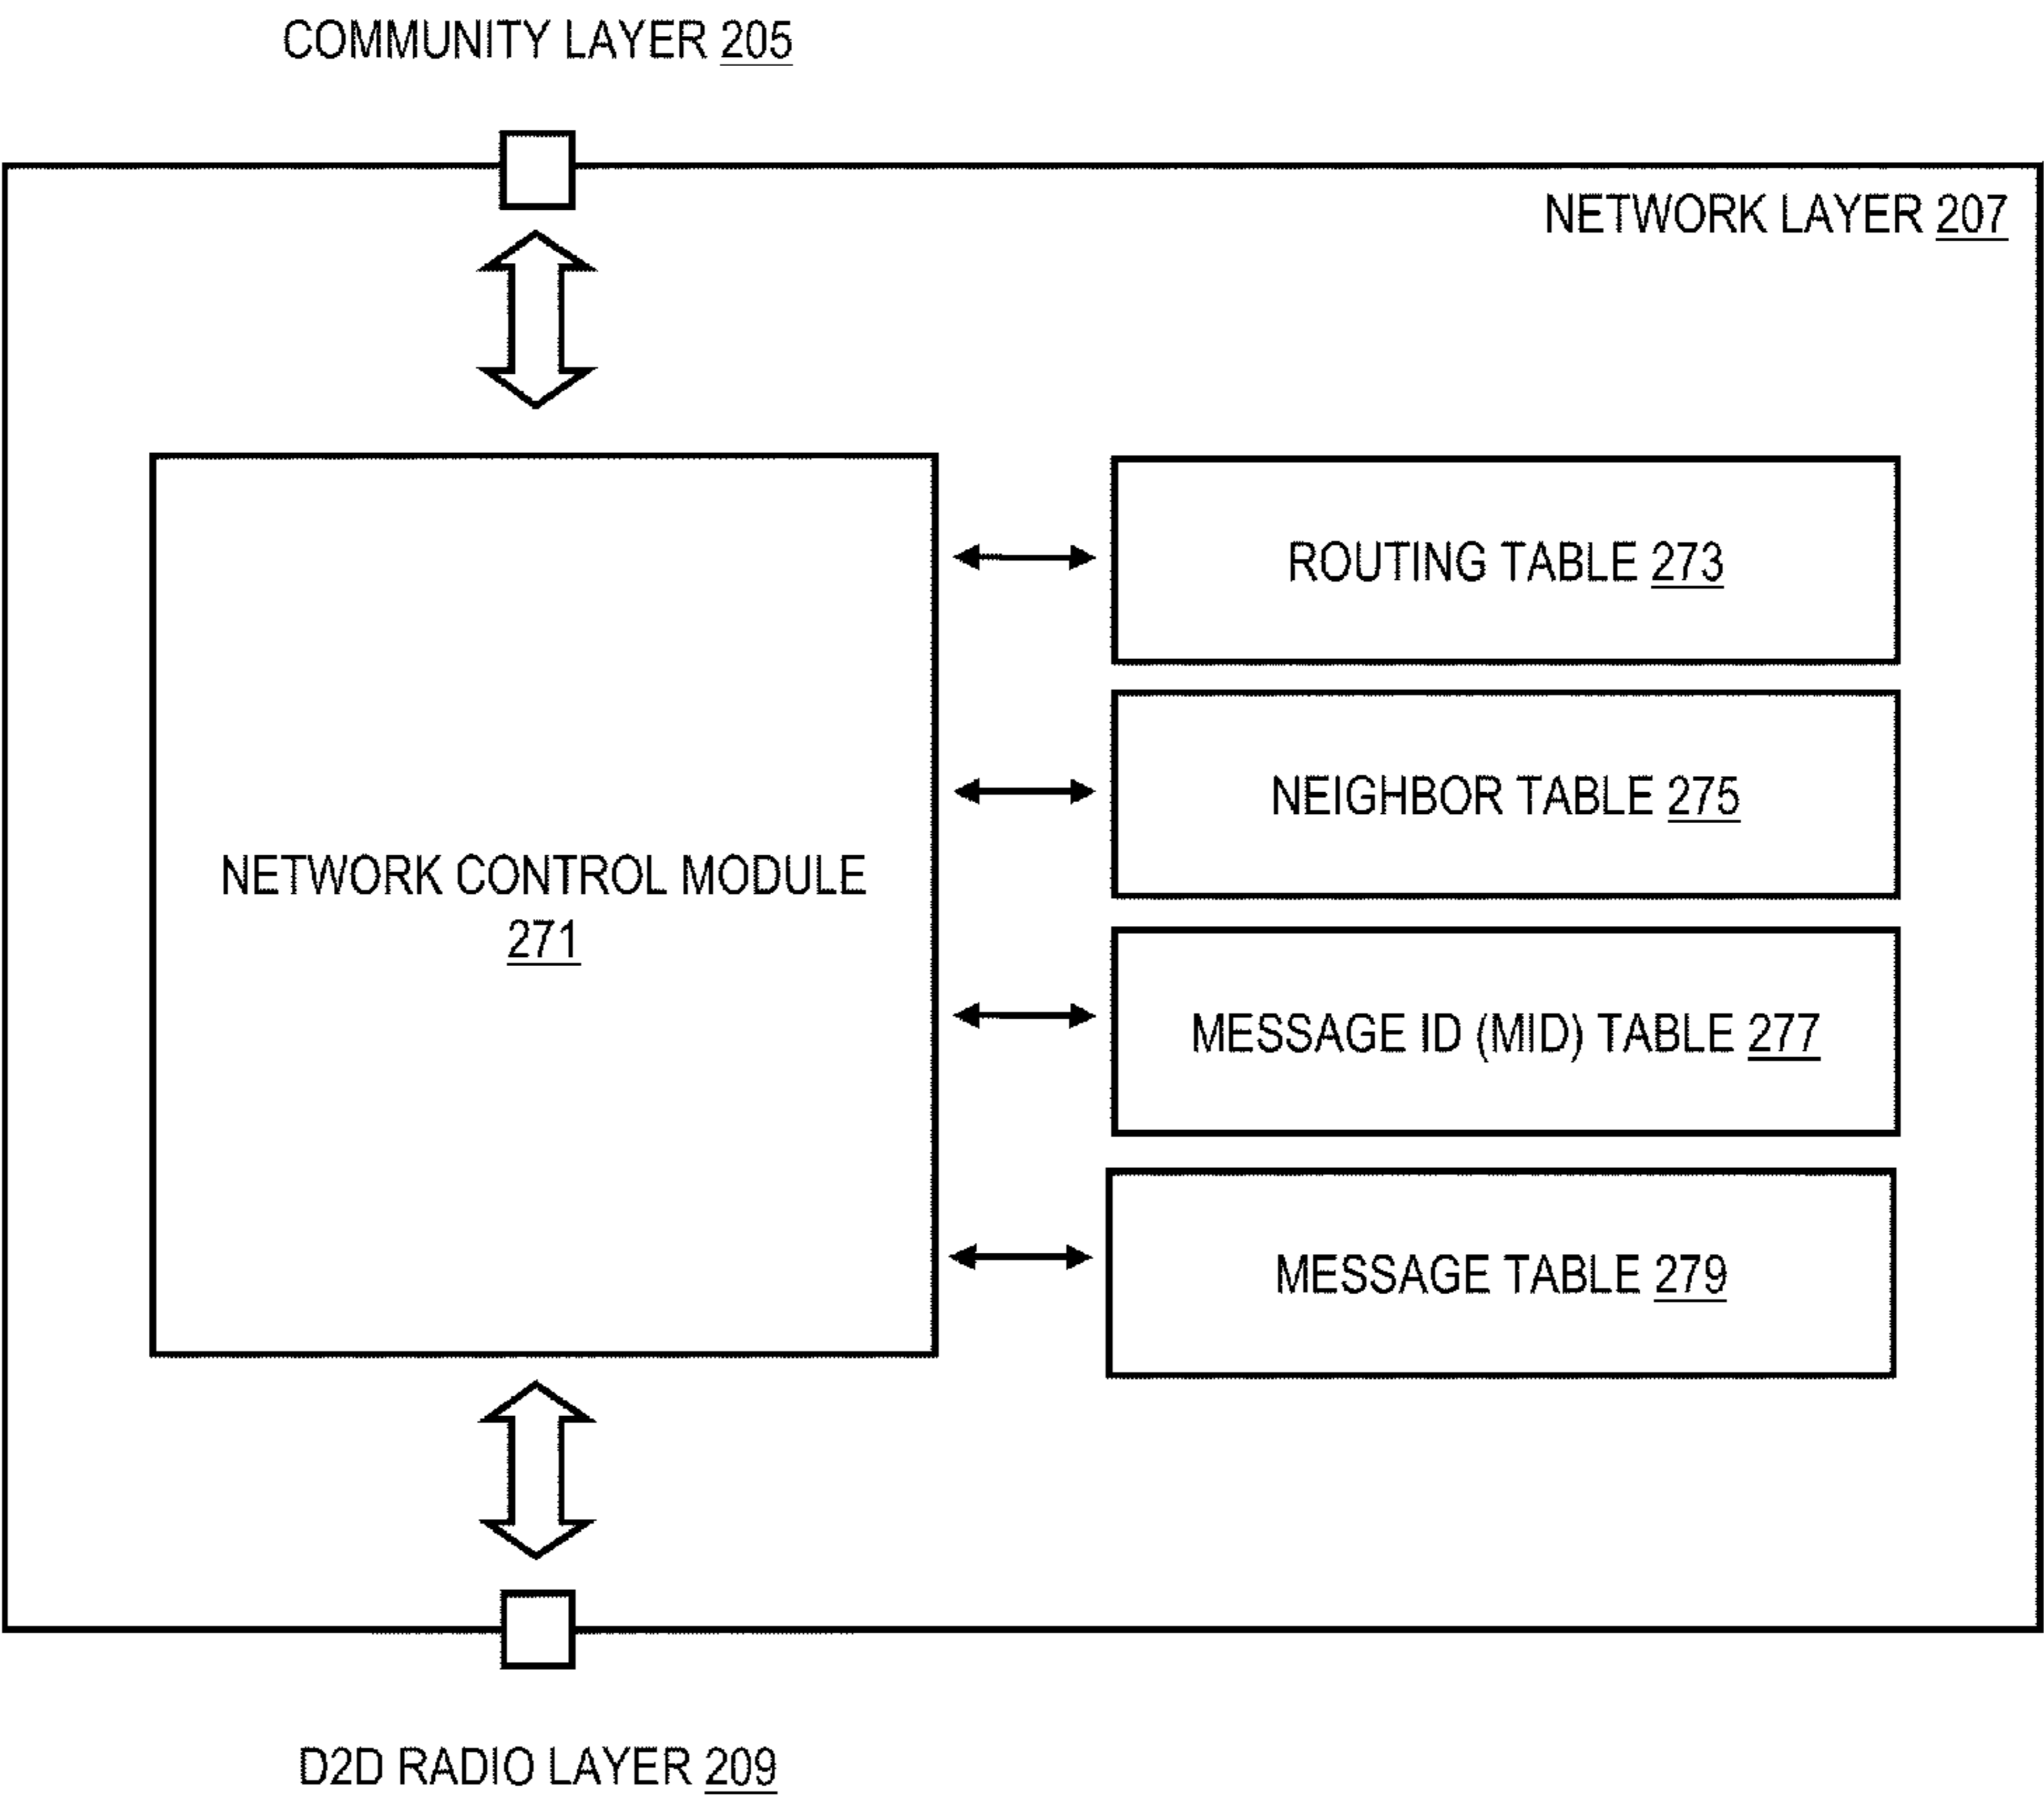 COMMUNITY LAYER 205
NETWORK LAYER 207
ROUTING TABLE 273
NEIGHBOR TABLE 275
NETWORK CONTROL MODULE
271
MESSAGE ID (MID) TABLE 277
MESSAGE TABLE 279
D2D RADIO LAYER 209